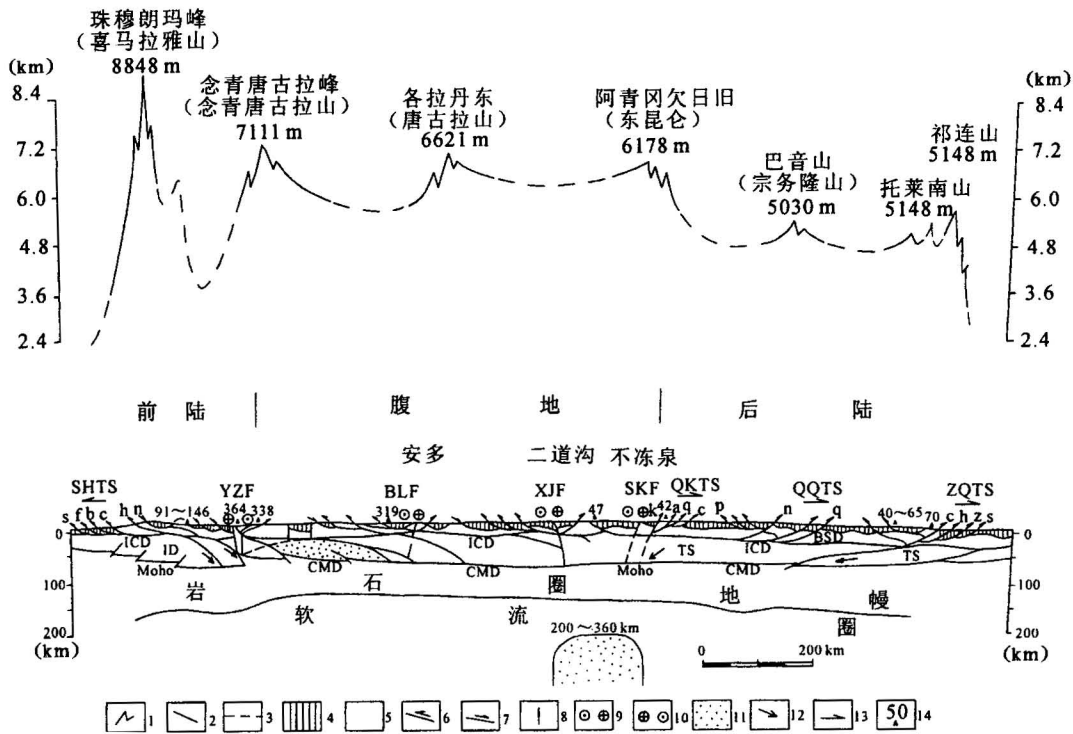 珠穆朗玛峰
(喜马拉雅山)
8848 m
念青唐古拉峰
(念青唐古拉山)
7111 m
各拉丹东
(唐古拉山)
6621 m
阿青冈欠日旧
(东昆仑)
6178 m
巴音山
(宗务隆山)
5030 m
托莱南山
5148 m
祁连山
5148 m
(km)
8.4
7.2
6.0
4.8
3.6
2.4
(km)
8.4
7.2
6.0
4.8
3.6
2.4
前 陆
腹 地
后 陆
安多 二道沟 不冻泉
SHTS YZF BLF XJF SKF QKTS QQTS ZQTS
s f b c h n 91～146 364 338 319 47 k 42 a q c p n q 40～65 70 c h z s
0 ICD ICD ICD BSD 0
ID TS TS
Moho CMD CMD Moho CMD
100 岩 石 圈 地 幔 100
软 流 圈
200 200
(km) (km)
200～360 km
0 200 km
1 2 3 4 5 6 7 8 9 10 11 12 13 50 14